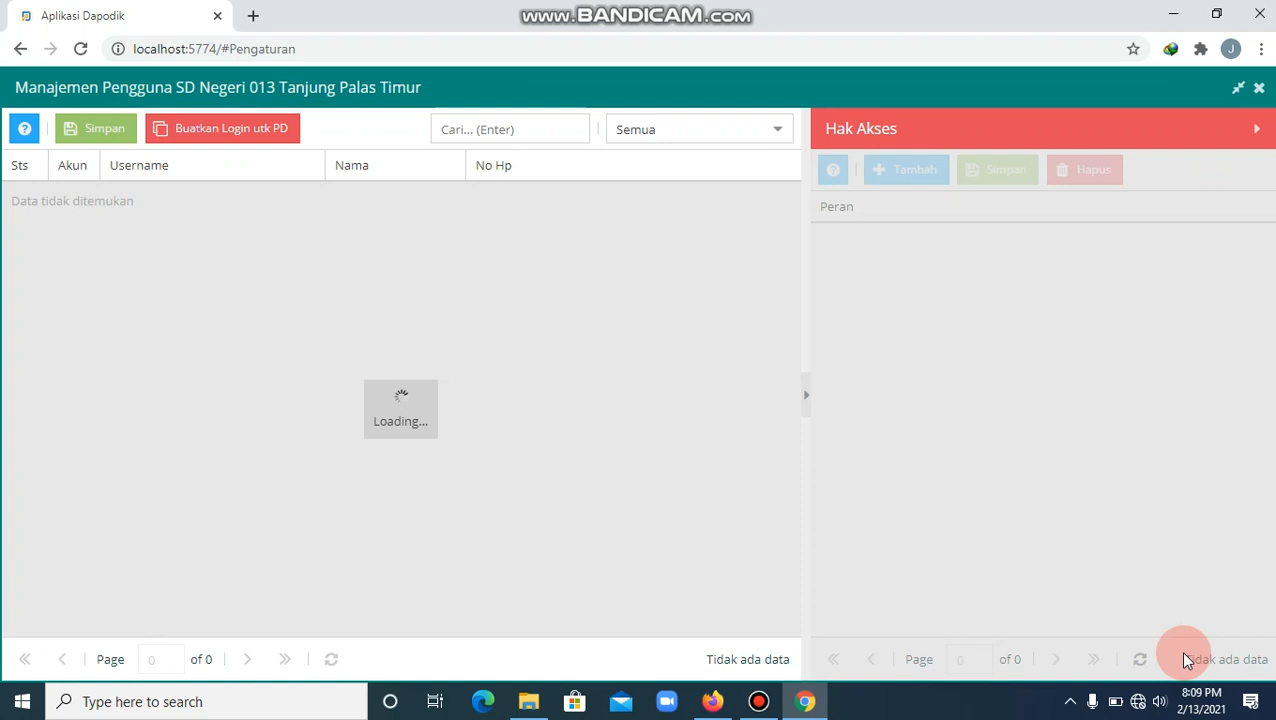 Aplikasi Dapodik
www.BANDICAM.com
localhost:5774/#Pengaturan
J
Manajemen Pengguna SD Negeri 013 Tanjung Palas Timur
? Simpan Buatkan Login utk PD Cari... (Enter) Semua
Hak Akses
Sts Akun Username Nama No Hp
? Tambah Simpan Hapus
Data tidak ditemukan
Peran
Loading...
Page 0 of 0 Tidak ada data
Page 0 of 0 Tidak ada data
Type here to search
8:09 PM
2/13/2021